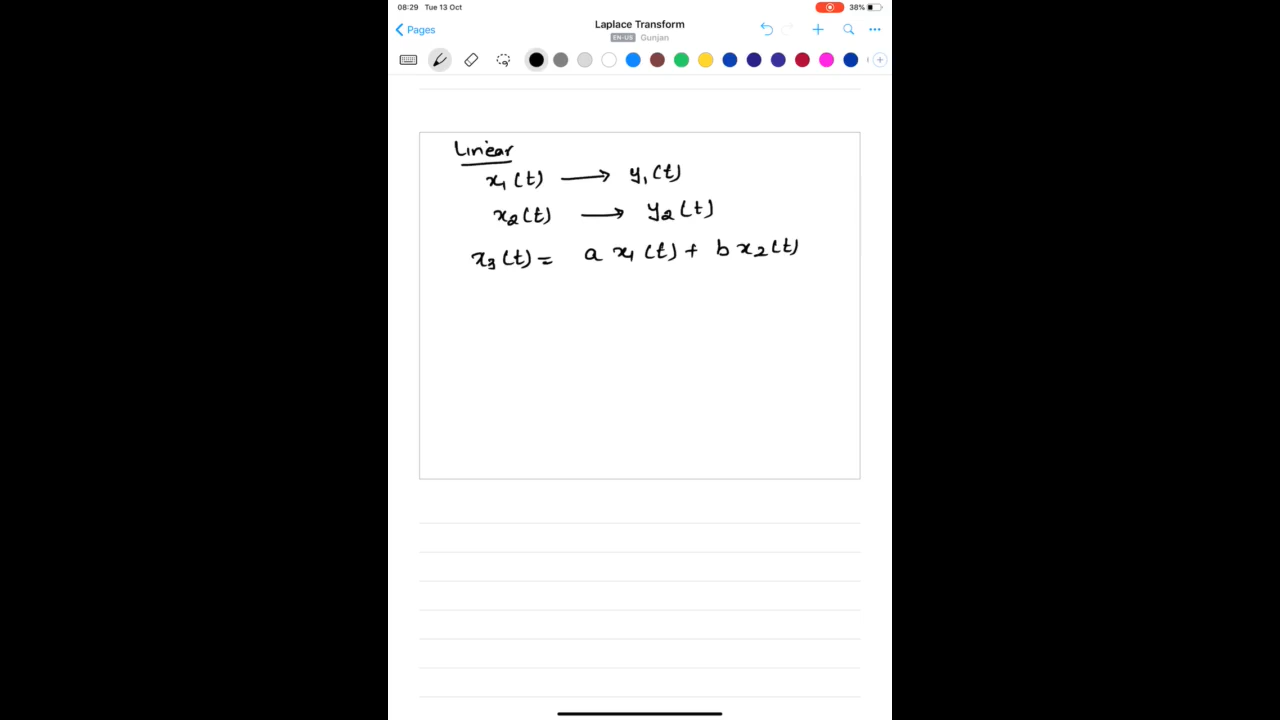 08:29 Tue 13 Oct
38%
Pages
Laplace Transform
EN-US Gunjan
Linear
x₁(t) ⟶ y₁(t)
x₂(t) ⟶ y₂(t)
x₃(t) = a x₁(t) + b x₂(t)